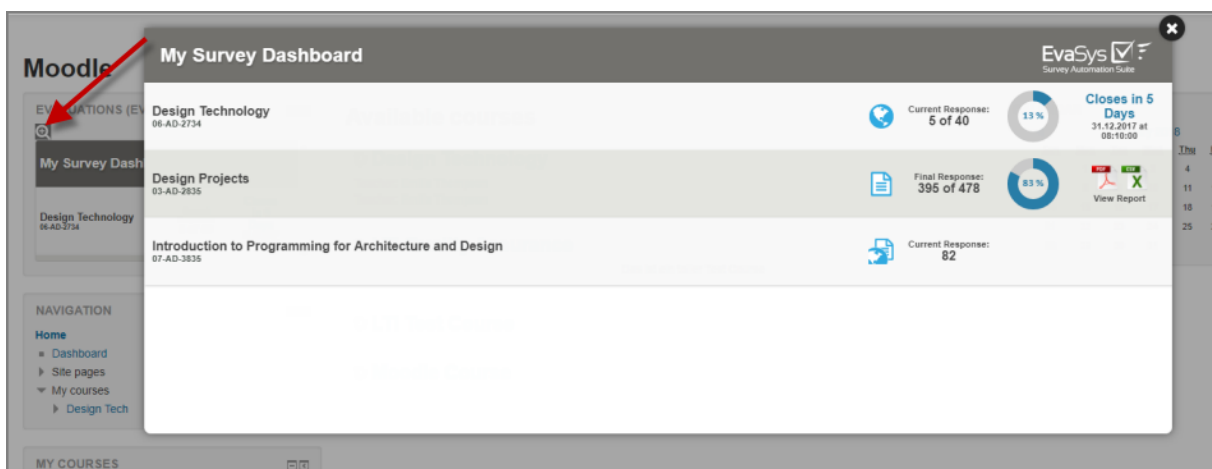 Moodle
EVALUATIONS (EV
My Survey Dash
Design Technology
06-AD-2734
NAVIGATION
Home
Dashboard
Site pages
My courses
Design Tech
MY COURSES
My Survey Dashboard
EvaSys
Survey Automation Suite
Design Technology
06-AD-2734
Current Response:
5 of 40
13 %
Closes in 5
Days
31.12.2017 at
08:10:00
Design Projects
03-AD-2835
Final Response:
395 of 478
83 %
PDF
View Report
Introduction to Programming for Architecture and Design
07-AD-3835
Current Response:
82
8
Thu
4
11
18
25